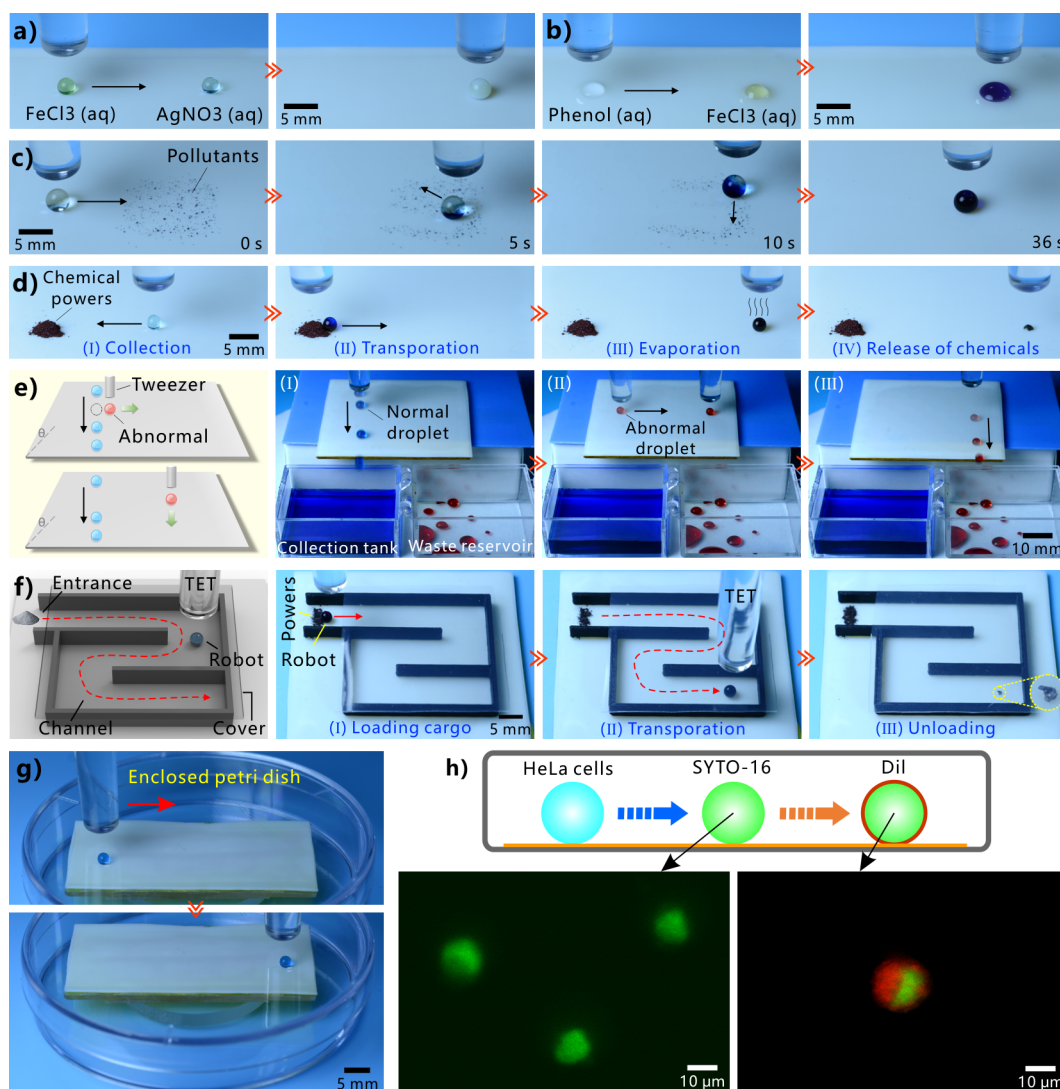 a)
FeCl3 (aq)
AgNO3 (aq)
5 mm
b)
Phenol (aq)
FeCl3 (aq)
5 mm
c)
Pollutants
5 mm
0 s
5 s
10 s
36 s
d)
Chemical
powers
5 mm
(I) Collection
(II) Transporation
(III) Evaporation
(IV) Release of chemicals
e)
Tweezer
Abnormal
θ
θ
(I)
Normal
droplet
Collection tank
Waste reservoir
(II)
Abnormal
droplet
(III)
10 mm
f)
Entrance
TET
Robot
Channel
Cover
Powers
Robot
(I) Loading cargo
5 mm
TET
(II) Transporation
(III) Unloading
g)
Enclosed petri dish
5 mm
h)
HeLa cells
SYTO-16
Dil
10 μm
10 μm